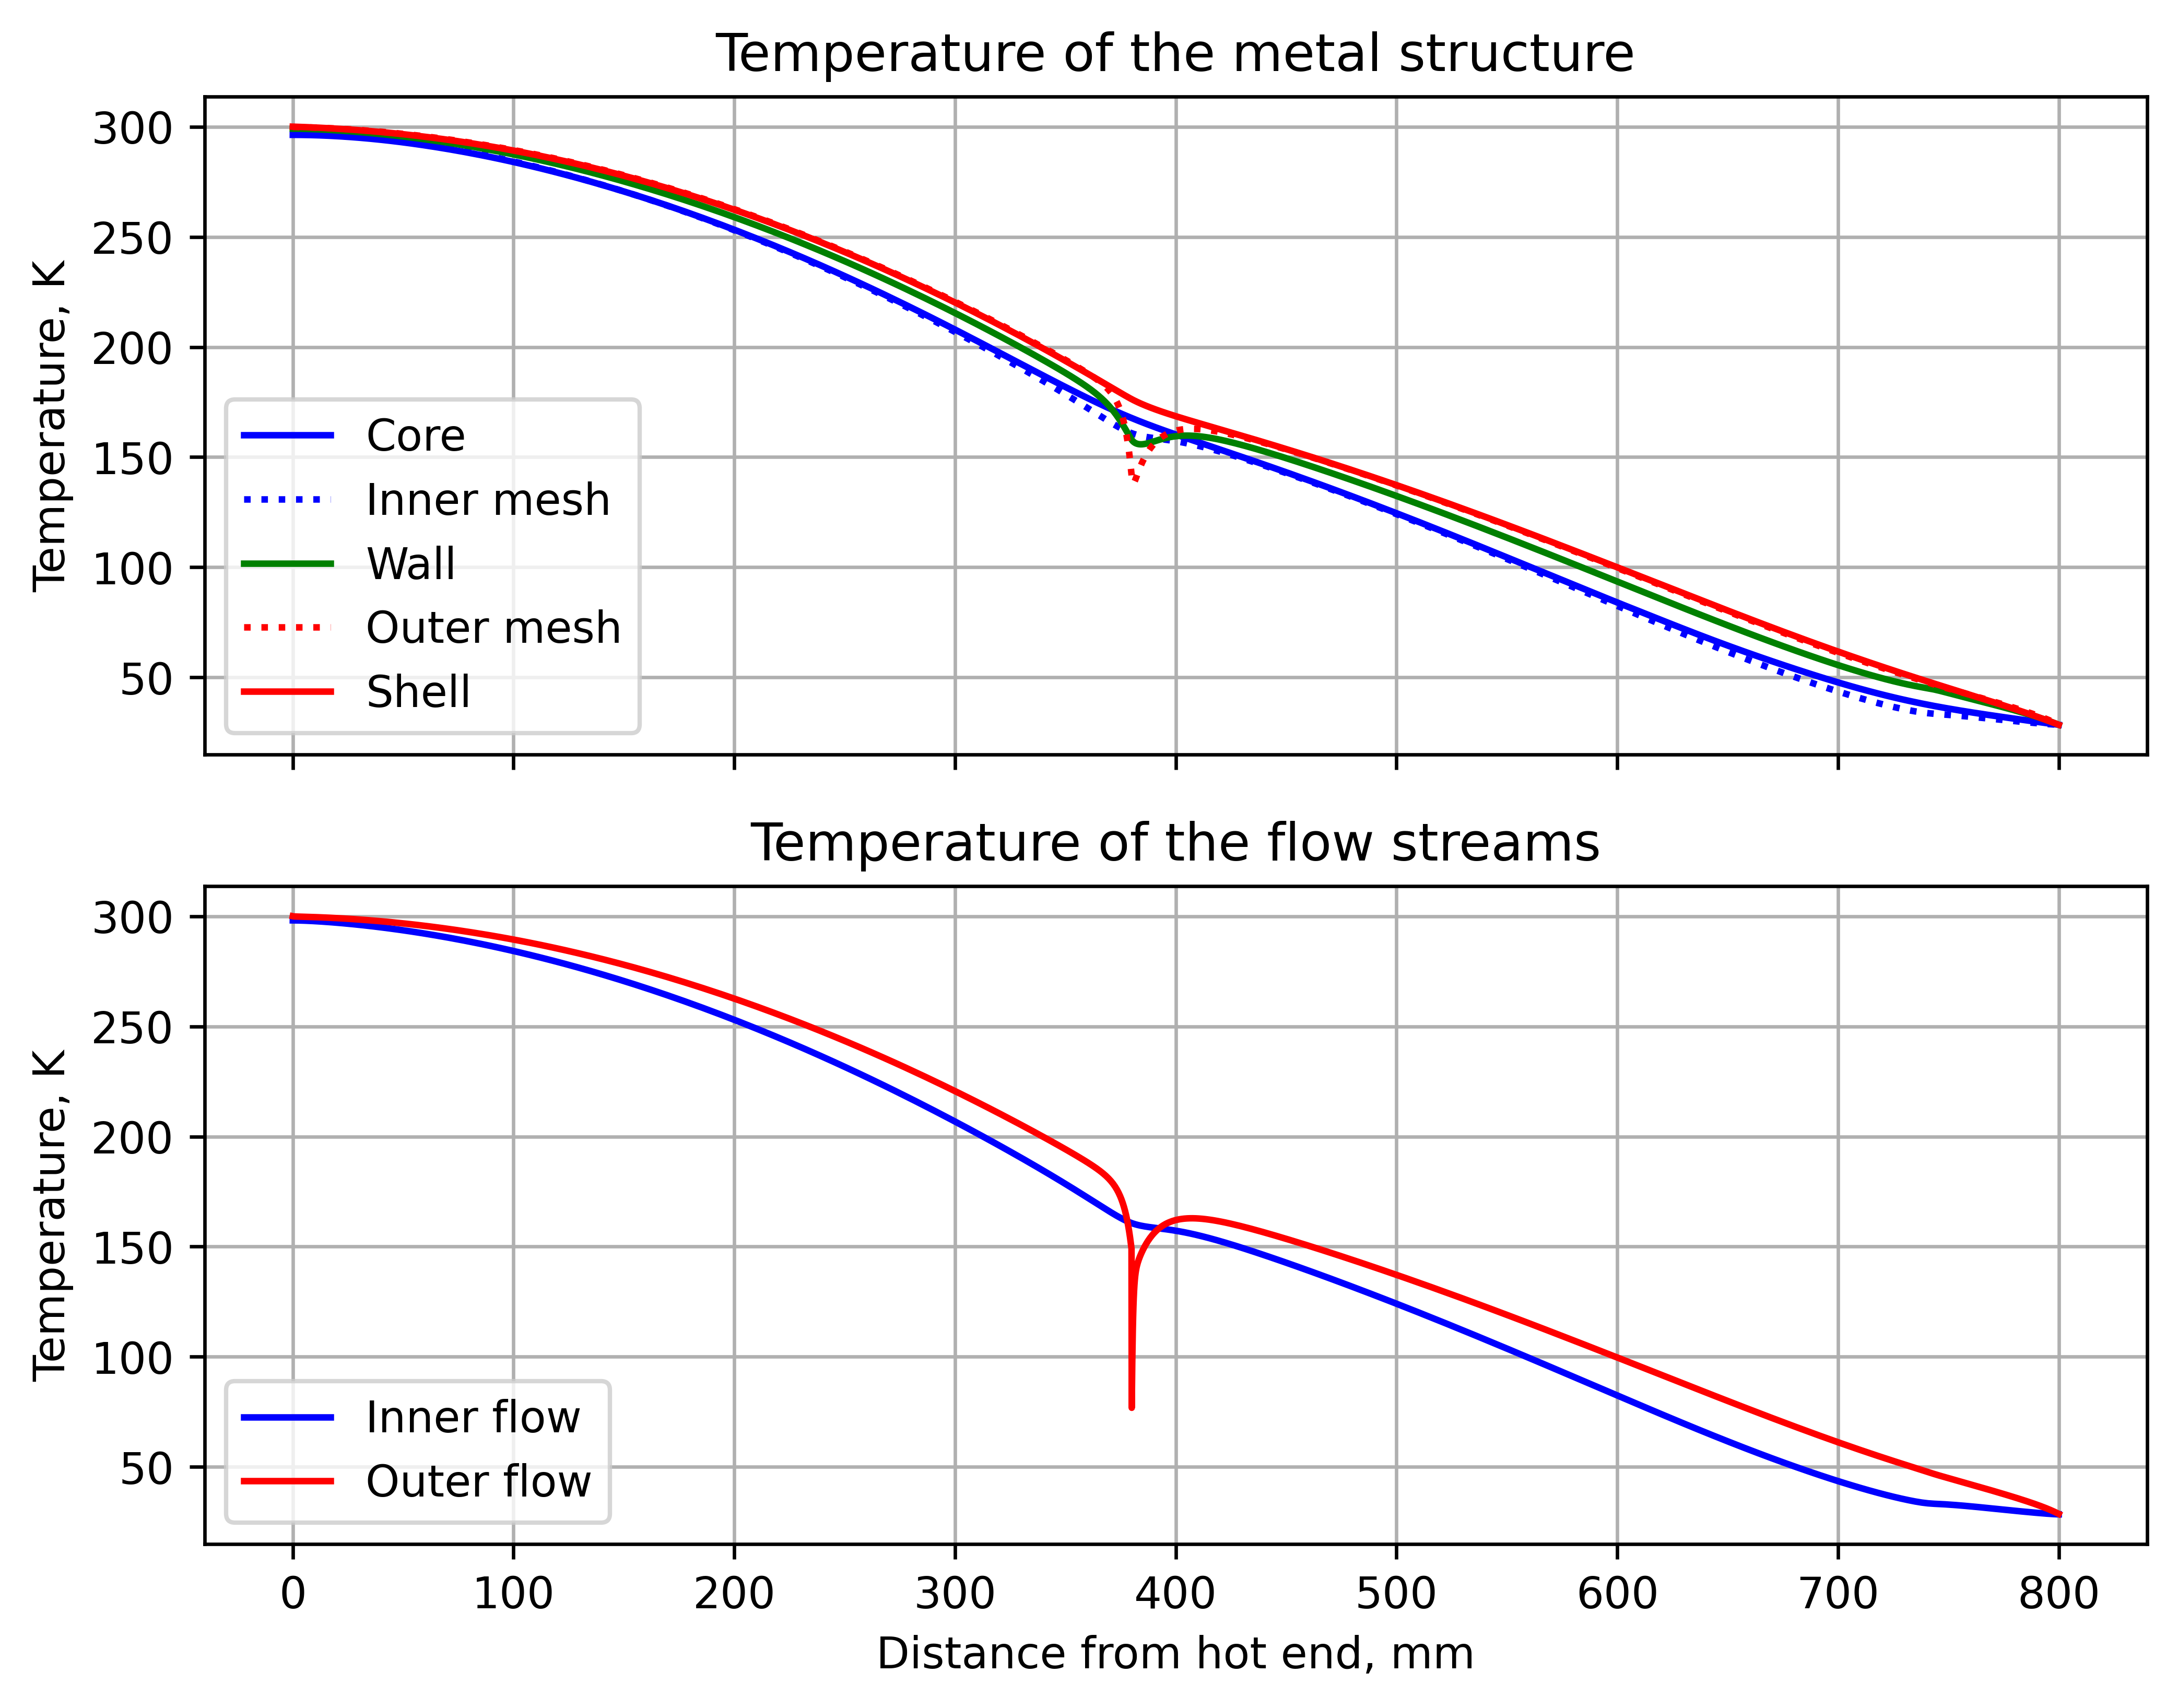 Temperature of the metal structure
300
250
200
150
100
50
Temperature, K
Core
Inner mesh
Wall
Outer mesh
Shell
Temperature of the flow streams
300
250
200
150
100
50
Temperature, K
Inner flow
Outer flow
0 100 200 300 400 500 600 700 800
Distance from hot end, mm